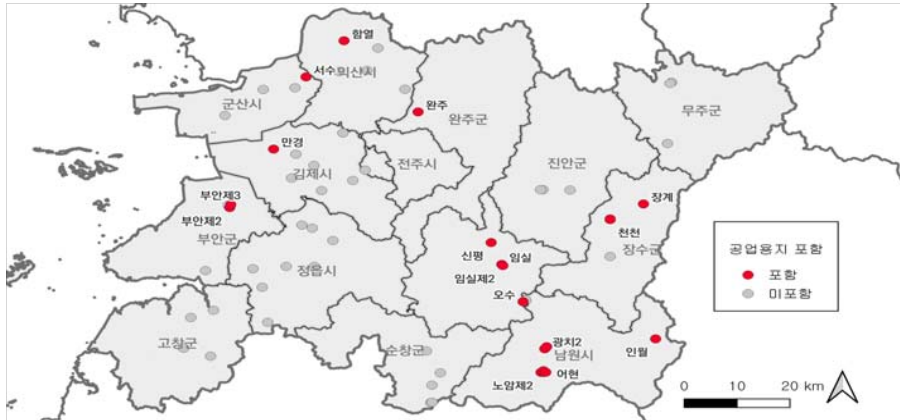 함열
서수
익산시
군산시
완주
완주군
무주군
만경
김제시
전주시
진안군
부안제3
부안제2
부안군
장계
천천
장수군
신평
임실
임실제2
정읍시
오수
고창군
순창군
광치2
남원시
인월
노암제2
어현
공업용지 포함
포함
미포함
0 10 20 km